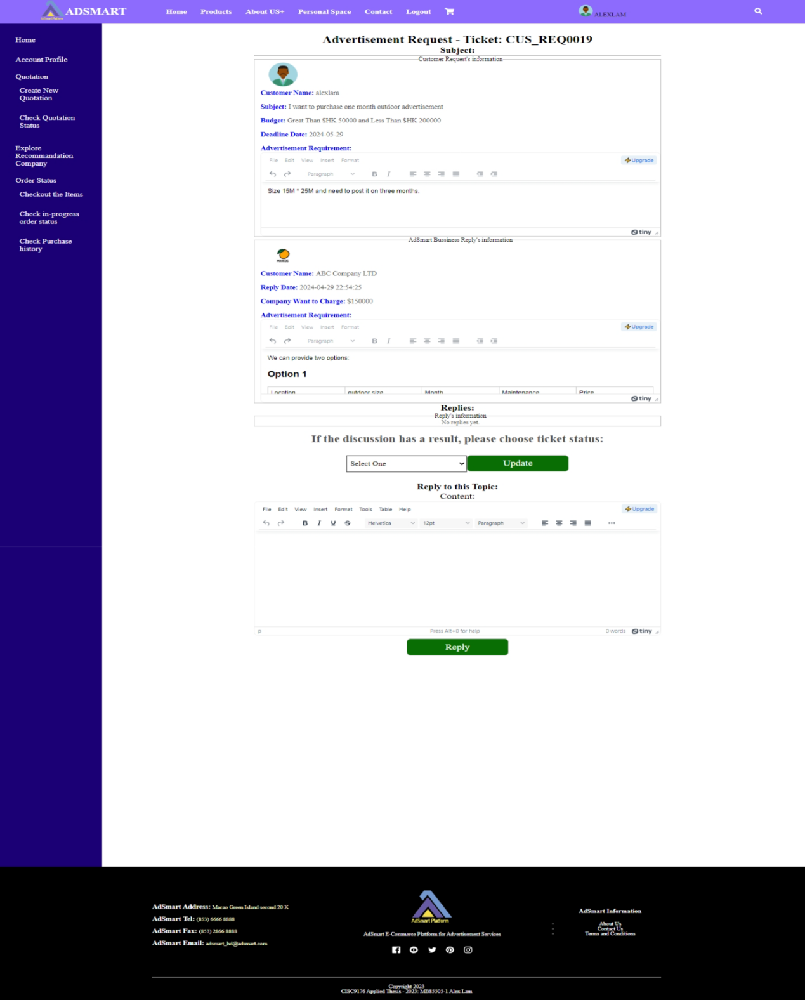 ADSMART
AdSmart Platform
Home Products About US+ Personal Space Contact Logout
ALEXLAM
Home
Account Profile
Quotation
Create New
Quotation
Check Quotation
Status
Explore
Recommandation
Company
Order Status
Checkout the Items
Check in-progress
order status
Check Purchase
history
Advertisement Request - Ticket: CUS_REQ0019
Subject:
Customer Request's information
Customer Name: alexlam
Subject: I want to purchase one month outdoor advertisement
Budget: Great Than $HK 50000 and Less Than $HK 200000
Deadline Date: 2024-05-29
Advertisement Requirement:
File Edit View Insert Format
Upgrade
Paragraph B I
Size 15M * 25M and need to post it on three months.
tiny
AdSmart Bussiness Reply's information
Customer Name: ABC Company LTD
Reply Date: 2024-04-29 22:54:25
Company Want to Charge: $150000
Advertisement Requirement:
File Edit View Insert Format
Upgrade
Paragraph B I
We can provide two options:
Option 1
Location outdoor size Month Maintenance Price
tiny
Replies:
Reply's information
No replies yet.
If the discussion has a result, please choose ticket status:
Select One Update
Reply to this Topic:
Content:
File Edit View Insert Format Tools Table Help
Upgrade
B I U S Helvetica 12pt Paragraph
p Press Alt+0 for help 0 words tiny
Reply
AdSmart Address: Macao Green Island second 20 K
AdSmart Tel: (853) 6666 8888
AdSmart Fax: (853) 2866 8888
AdSmart Email: adsmart_hd@adsmart.com
AdSmart Platform
AdSmart E-Commerce Platform for Advertisement Services
AdSmart Information
About Us
Contact Us
Terms and Conditions
Copyright 2023
CISC9176 Applied Thesis - 2023: MB85505-1 Alex Lam